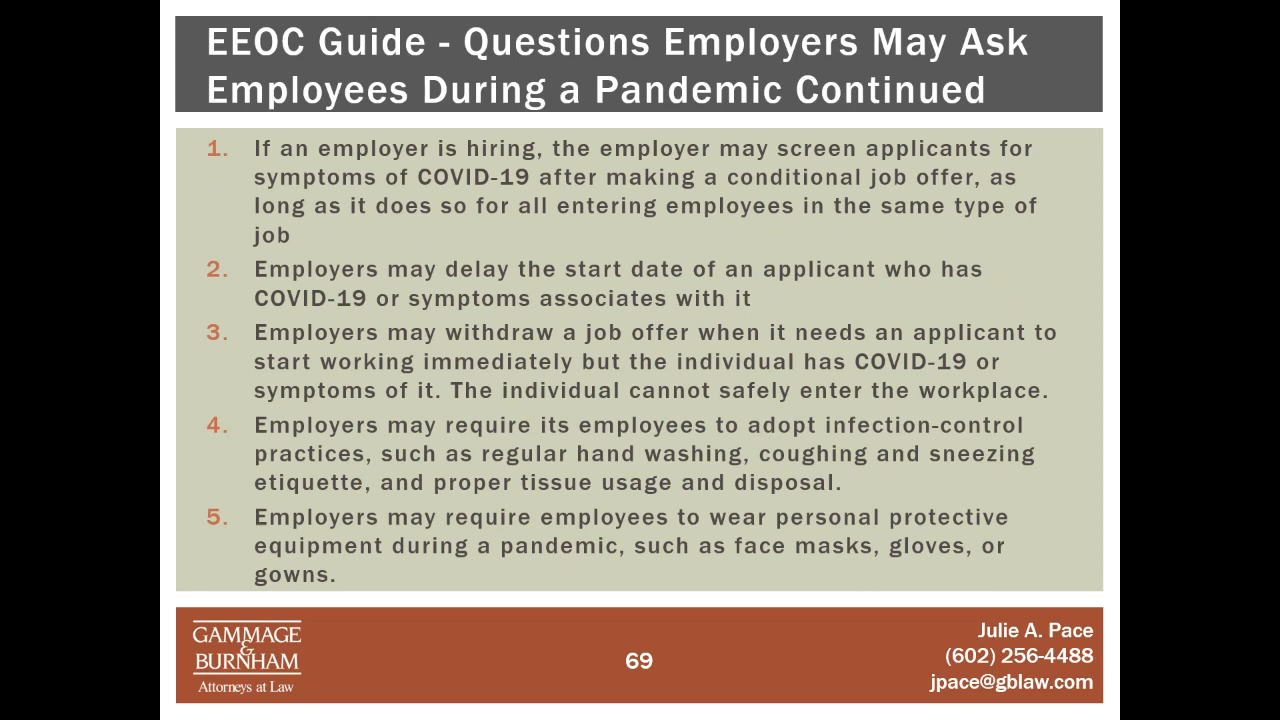 EEOC Guide - Questions Employers May Ask
Employees During a Pandemic Continued
1. If an employer is hiring, the employer may screen applicants for
symptoms of COVID-19 after making a conditional job offer, as
long as it does so for all entering employees in the same type of
job
2. Employers may delay the start date of an applicant who has
COVID-19 or symptoms associates with it
3. Employers may withdraw a job offer when it needs an applicant to
start working immediately but the individual has COVID-19 or
symptoms of it. The individual cannot safely enter the workplace.
4. Employers may require its employees to adopt infection-control
practices, such as regular hand washing, coughing and sneezing
etiquette, and proper tissue usage and disposal.
5. Employers may require employees to wear personal protective
equipment during a pandemic, such as face masks, gloves, or
gowns.
GAMMAGE
&
BURNHAM
Attorneys at Law
69
Julie A. Pace
(602) 256-4488
jpace@gblaw.com